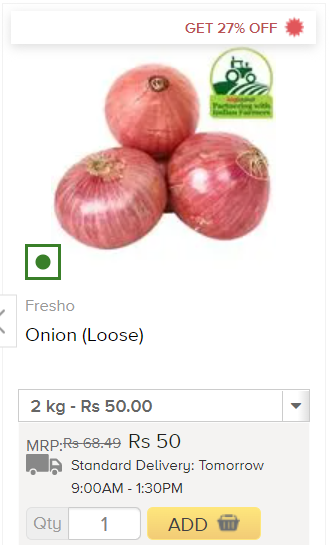 GET 27% OFF
Partnering with
Indian Farmers
Fresho
Onion (Loose)
2 kg - Rs 50.00
MRP:Rs 68.49 Rs 50
Standard Delivery: Tomorrow
9:00AM - 1:30PM
Qty 1 ADD